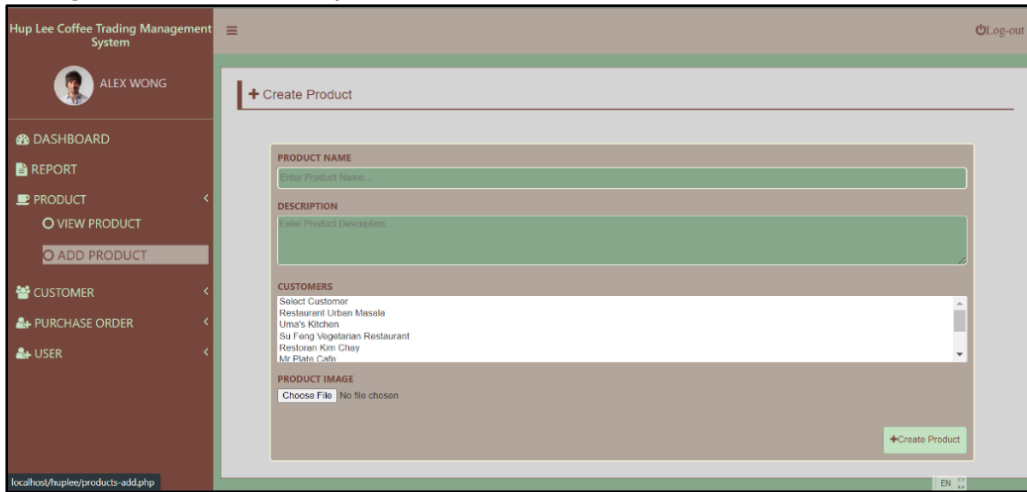 Hup Lee Coffee Trading Management
System
Log-out
ALEX WONG
Create Product
DASHBOARD
REPORT
PRODUCT
VIEW PRODUCT
ADD PRODUCT
CUSTOMER
PURCHASE ORDER
USER
PRODUCT NAME
Enter Product Name...
DESCRIPTION
Enter Product Description...
CUSTOMERS
Select Customer
Restaurant Urban Masala
Uma's Kitchen
Su Feng Vegetarian Restaurant
Restoran Kim Chay
Mr Plate Cafe
PRODUCT IMAGE
Choose File No file chosen
Create Product
localhost/huplee/products-add.php
EN